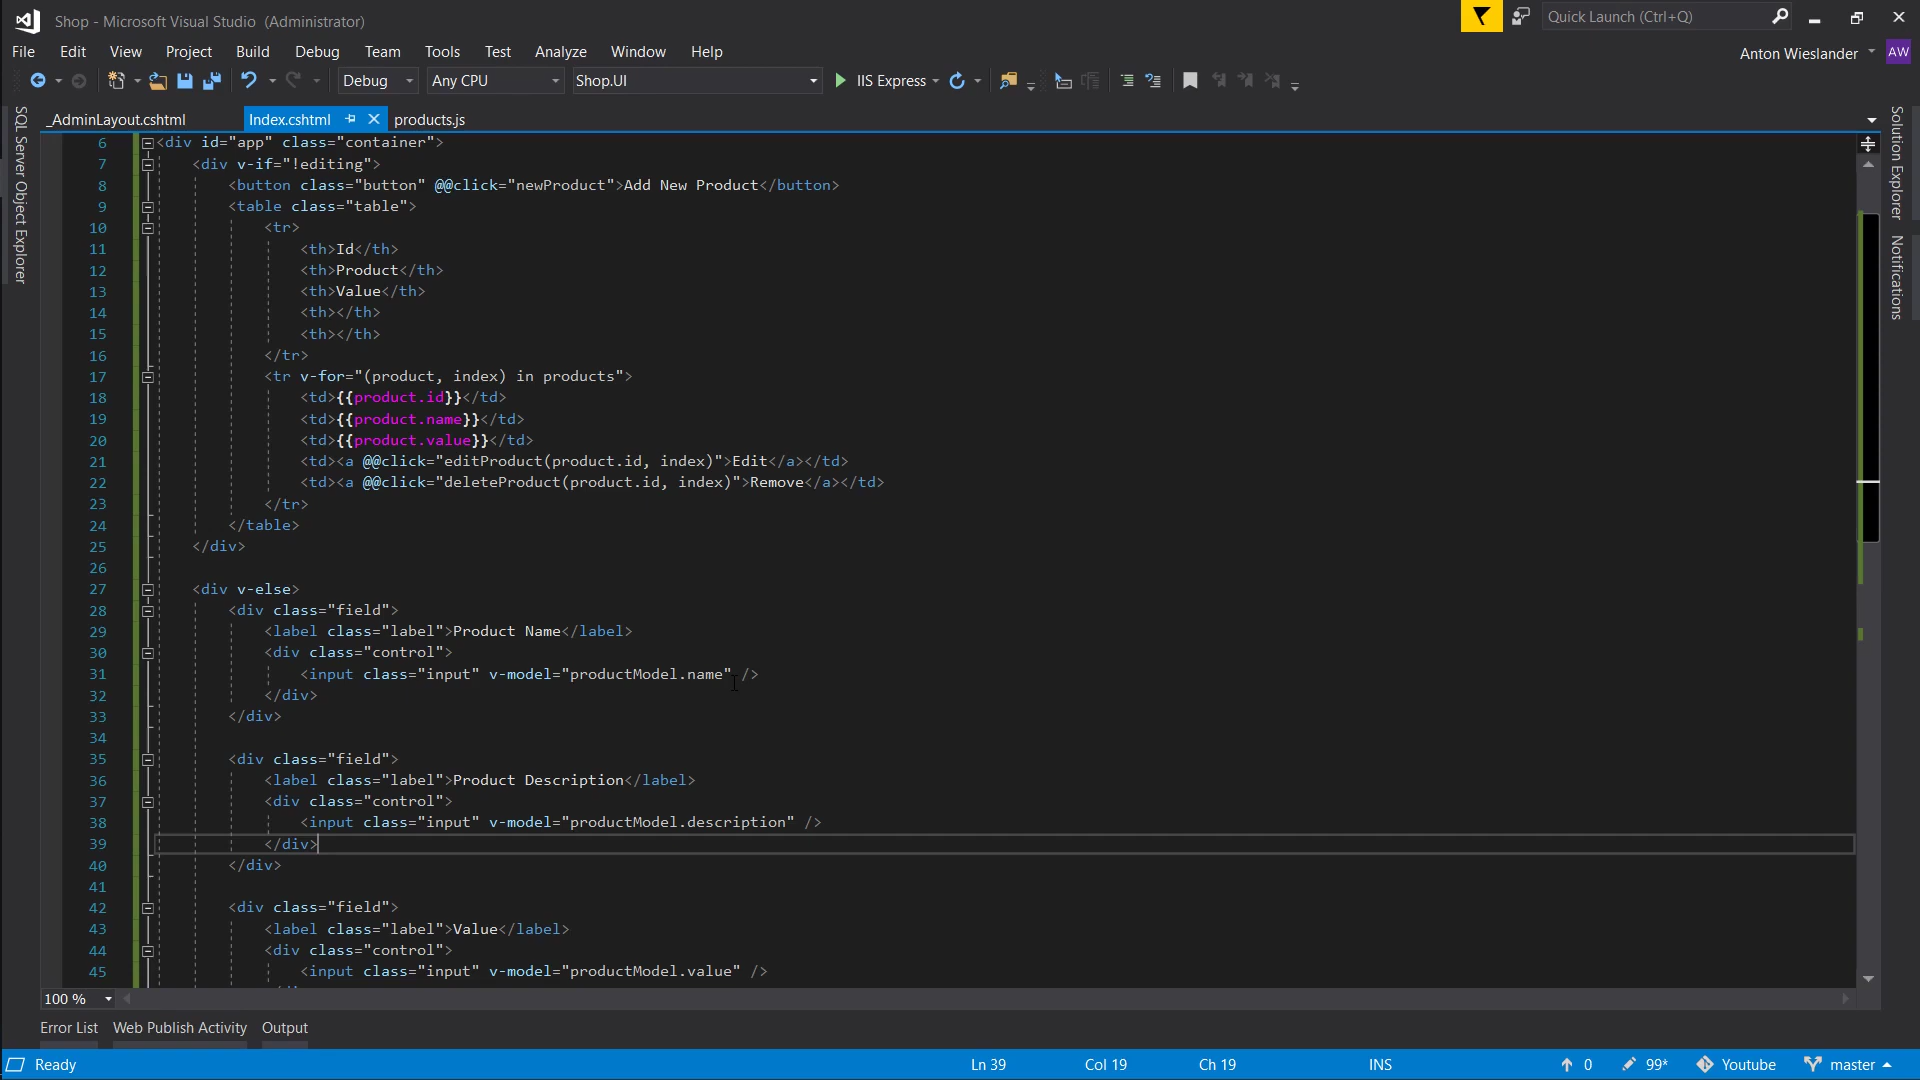 Shop - Microsoft Visual Studio (Administrator)
Quick Launch (Ctrl+Q)
File Edit View Project Build Debug Team Tools Test Analyze Window Help
Anton Wieslander AW
Debug Any CPU Shop.UI IIS Express
_AdminLayout.cshtml Index.cshtml products.js
SQL Server Object Explorer
Solution Explorer
Notifications
6 <div id="app" class="container">
7 <div v-if="!editing">
8 <button class="button" @@click="newProduct">Add New Product</button>
9 <table class="table">
10 <tr>
11 <th>Id</th>
12 <th>Product</th>
13 <th>Value</th>
14 <th></th>
15 <th></th>
16 </tr>
17 <tr v-for="(product, index) in products">
18 <td>{{product.id}}</td>
19 <td>{{product.name}}</td>
20 <td>{{product.value}}</td>
21 <td><a @@click="editProduct(product.id, index)">Edit</a></td>
22 <td><a @@click="deleteProduct(product.id, index)">Remove</a></td>
23 </tr>
24 </table>
25 </div>
26
27 <div v-else>
28 <div class="field">
29 <label class="label">Product Name</label>
30 <div class="control">
31 <input class="input" v-model="productModel.name" />
32 </div>
33 </div>
34
35 <div class="field">
36 <label class="label">Product Description</label>
37 <div class="control">
38 <input class="input" v-model="productModel.description" />
39 </div>
40 </div>
41
42 <div class="field">
43 <label class="label">Value</label>
44 <div class="control">
45 <input class="input" v-model="productModel.value" />
100 %
Error List Web Publish Activity Output
Ready Ln 39 Col 19 Ch 19 INS 0 99* Youtube master